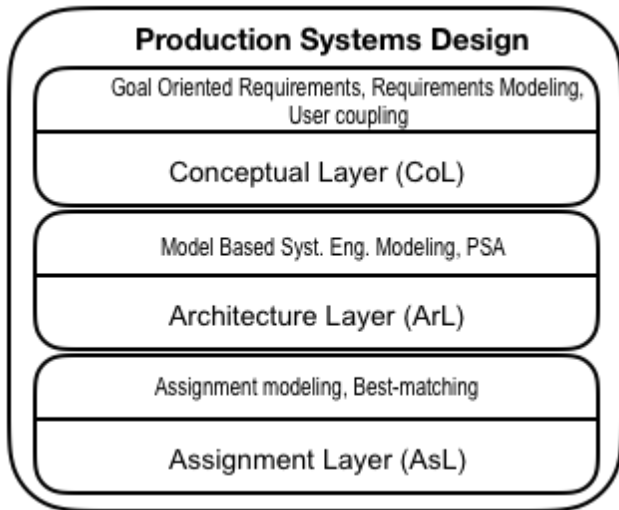 Production Systems Design
Goal Oriented Requirements, Requirements Modeling,
User coupling
Conceptual Layer (CoL)
Model Based Syst. Eng. Modeling, PSA
Architecture Layer (ArL)
Assignment modeling, Best-matching
Assignment Layer (AsL)